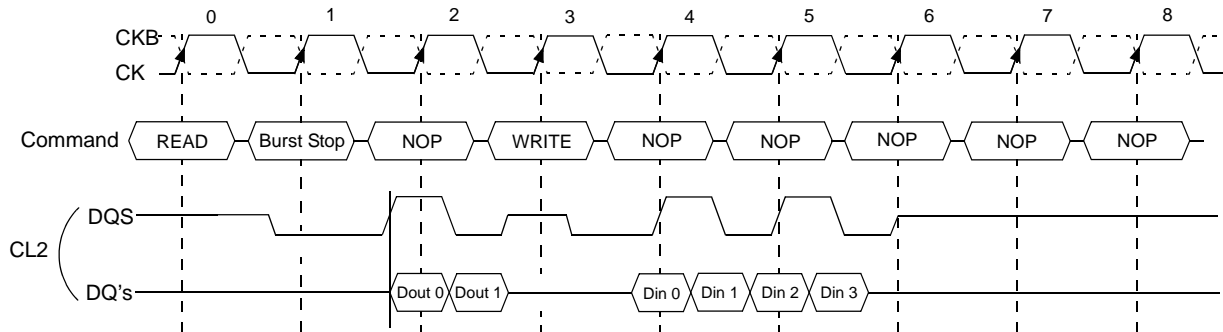 0 1 2 3 4 5 6 7 8
CKB
CK
Command READ Burst Stop NOP WRITE NOP NOP NOP NOP NOP
DQS
CL2
DQ's Dout 0 Dout 1 Din 0 Din 1 Din 2 Din 3